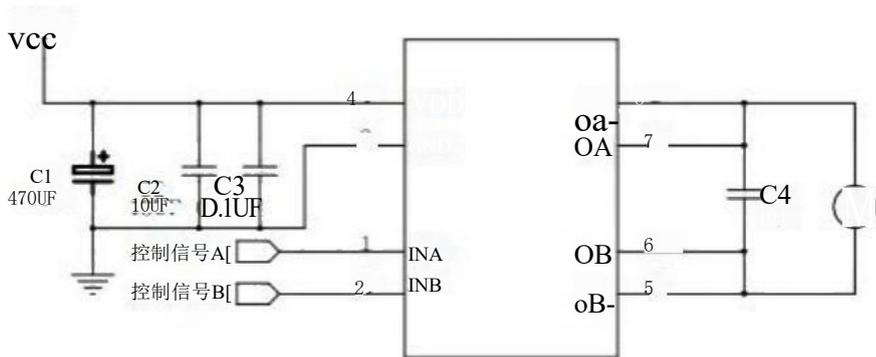 vcc
4
VDD
oa-
OA
7
C1
470UF
C2
10UF
C3
D.1UF
C4
M
控制信号A[
1
INA
OB
6
控制信号B[
2
INB
oB-
5